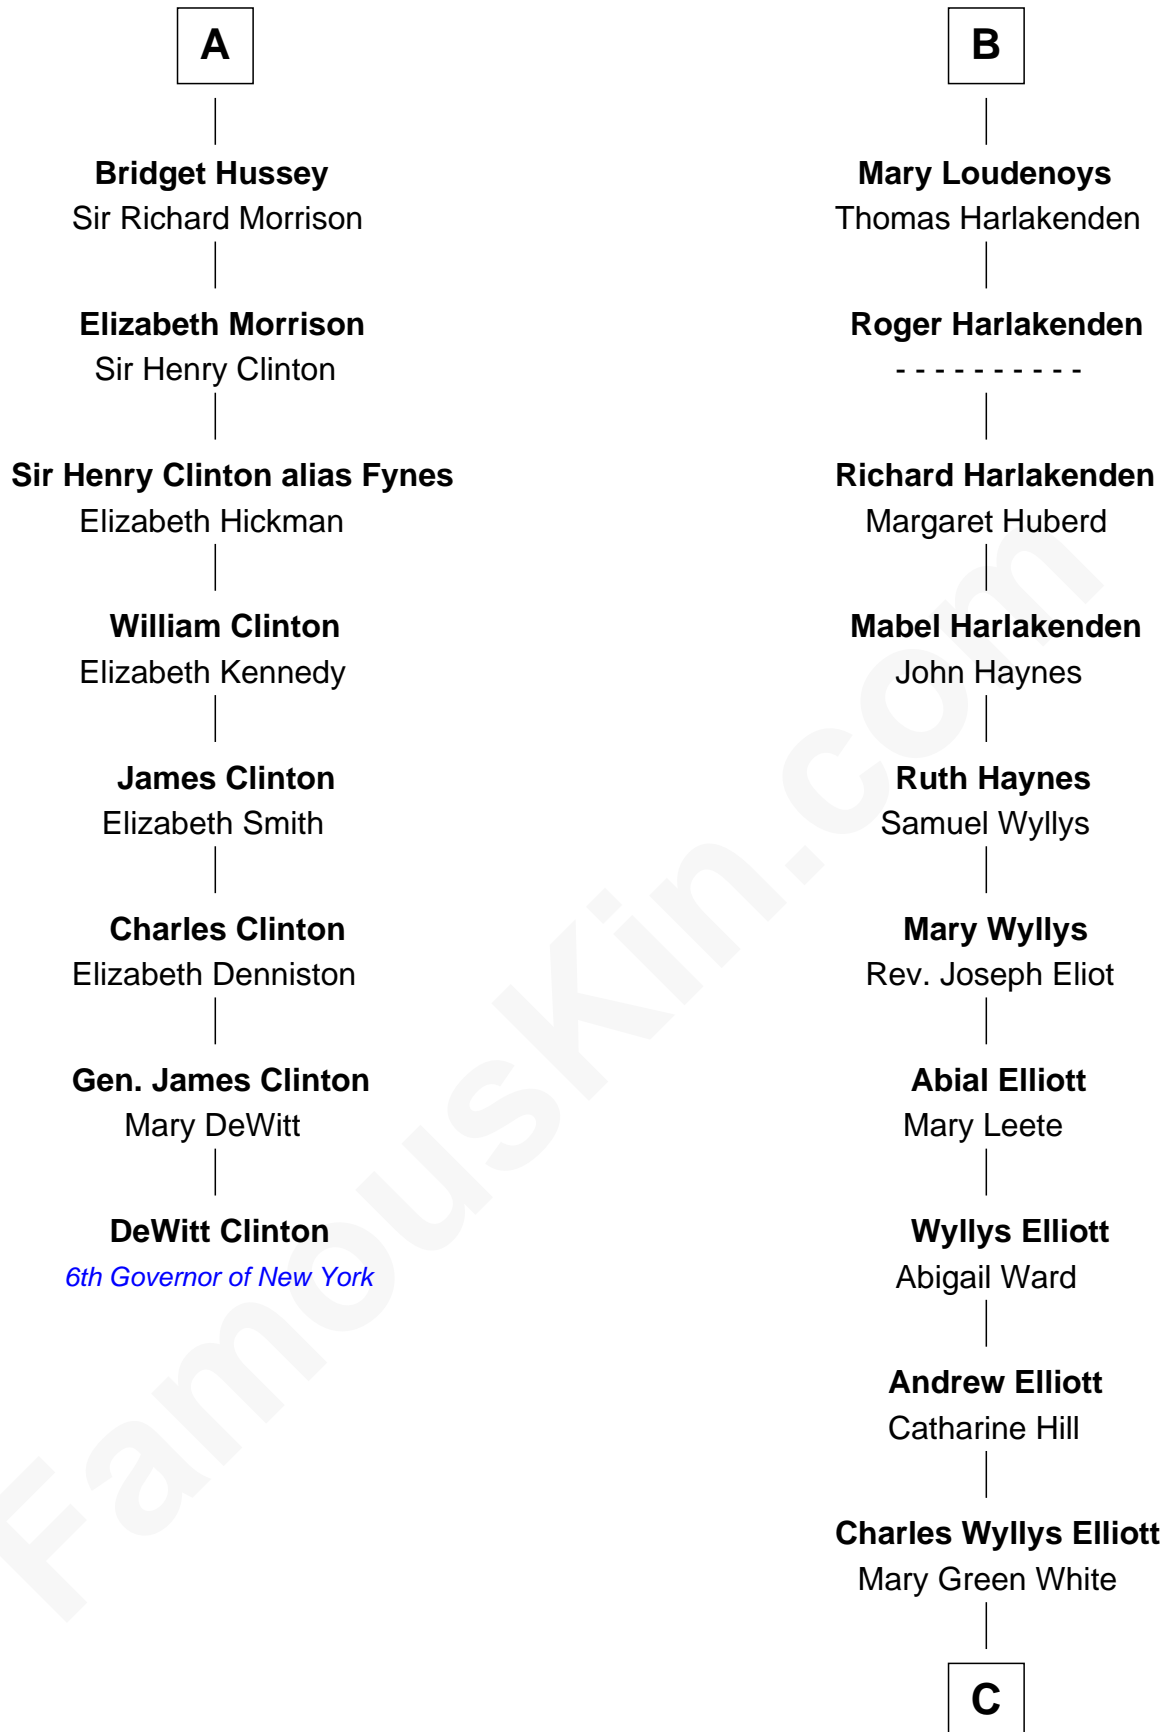 A
Bridget Hussey
Sir Richard Morrison
Elizabeth Morrison
Sir Henry Clinton
Sir Henry Clinton alias Fynes
Elizabeth Hickman
William Clinton
Elizabeth Kennedy
James Clinton
Elizabeth Smith
Charles Clinton
Elizabeth Denniston
Gen. James Clinton
Mary DeWitt
DeWitt Clinton
6th Governor of New York
B
Mary Loudenoys
Thomas Harlakenden
Roger Harlakenden
- - - - - - - - - -
Richard Harlakenden
Margaret Huberd
Mabel Harlakenden
John Haynes
Ruth Haynes
Samuel Wyllys
Mary Wyllys
Rev. Joseph Eliot
Abial Elliott
Mary Leete
Wyllys Elliott
Abigail Ward
Andrew Elliott
Catharine Hill
Charles Wyllys Elliott
Mary Green White
C
FamousKin.com